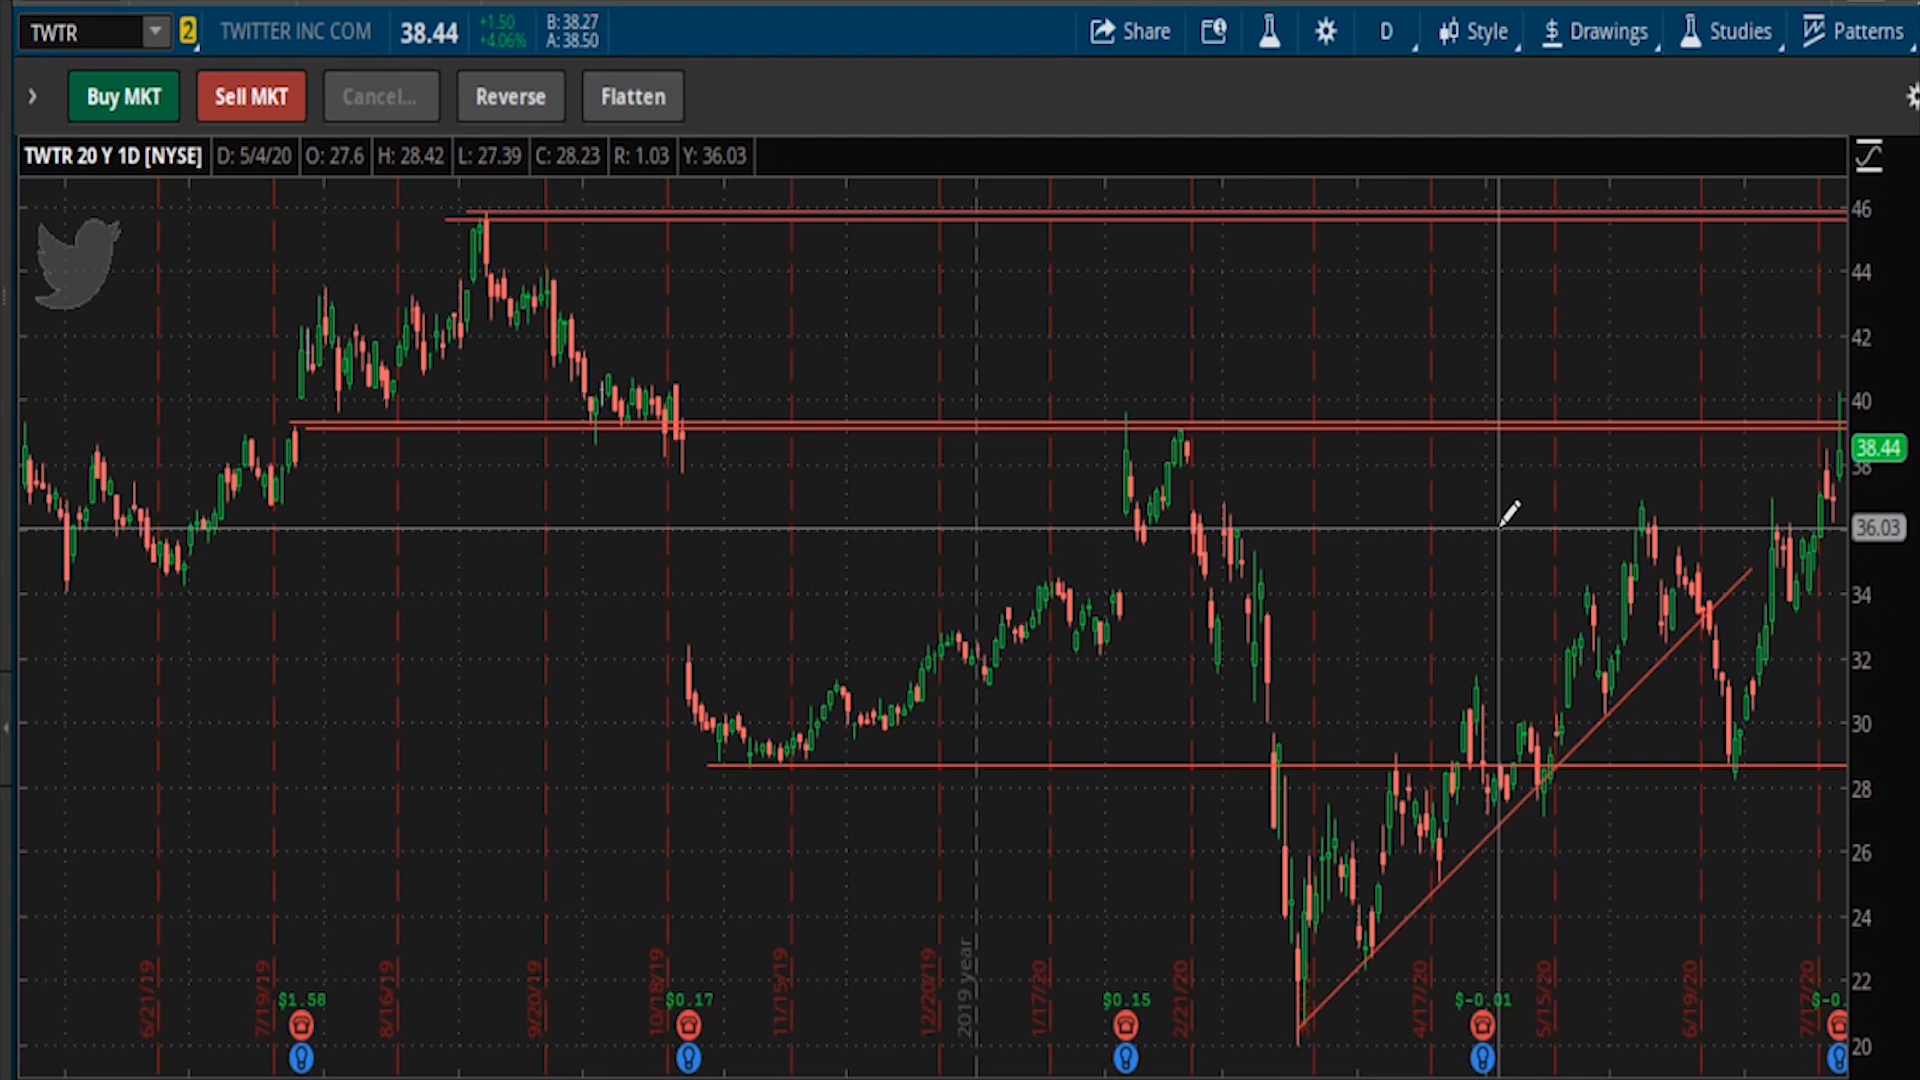 TWTR 2 TWITTER INC COM 38.44 +1.50 B: 38.27 Share D Style Drawings Studies Patterns
+4.06% A: 38.50
Buy MKT Sell MKT Cancel... Reverse Flatten
TWTR 20 Y 1D [NYSE] D: 5/4/20 O: 27.6 H: 28.42 L: 27.39 C: 28.23 R: 1.03 Y: 36.03
46
44
42
40
38.44
38
36.03
34
32
30
28
26
24
22
20
6/21/19 7/19/19 8/16/19 9/20/19 10/18/19 11/15/19 12/20/19 2019 year 1/17/20 2/21/20 4/17/20 5/15/20 6/19/20 7/17/20
$1.58 $0.17 $0.15 $-0.01 $-0.